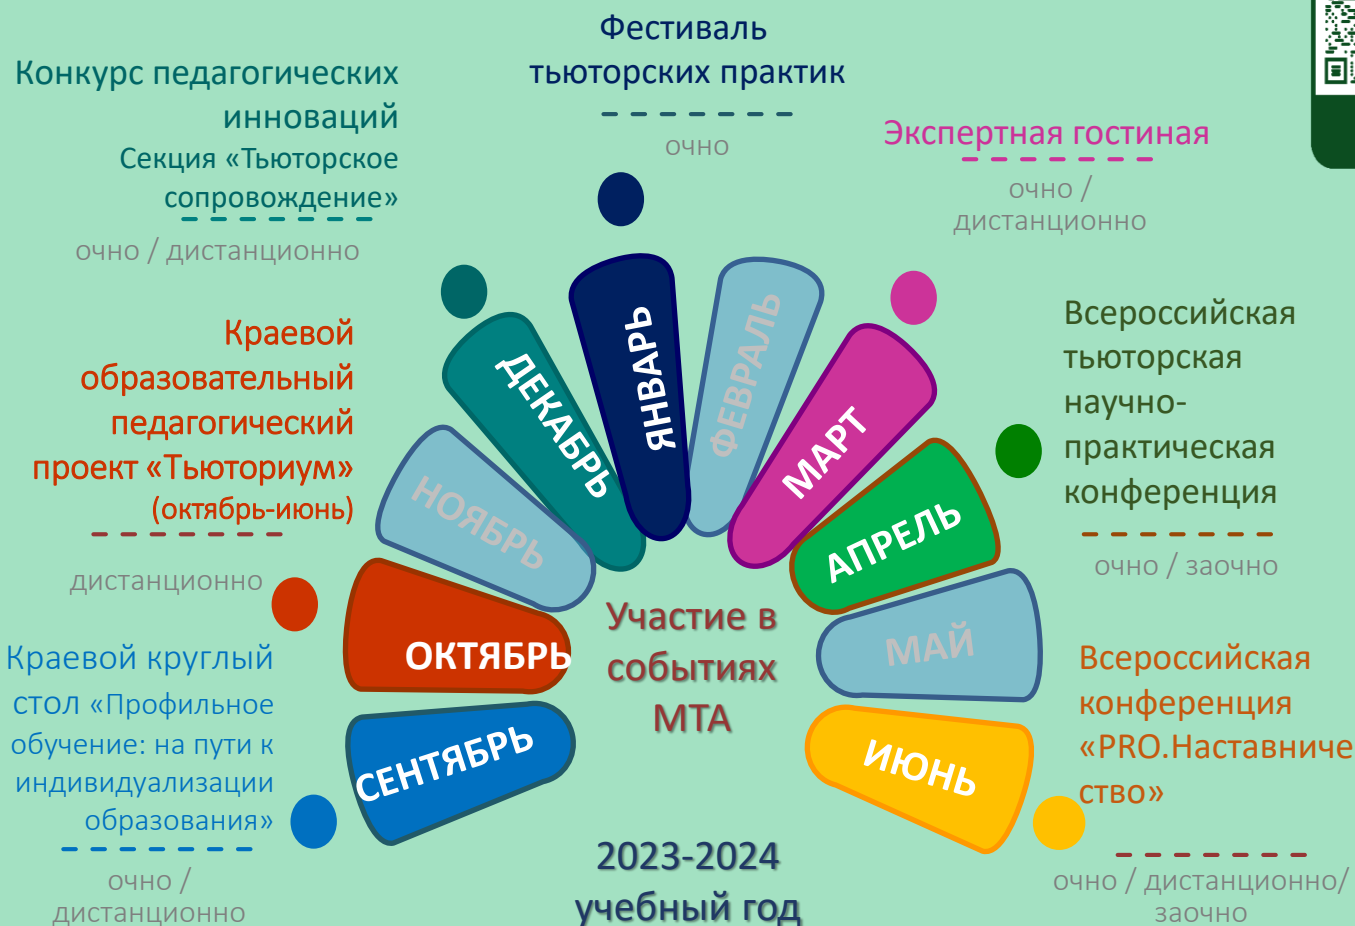 Фестиваль
тьюторских практик
очно
Конкурс педагогических
инноваций
Секция «Тьюторское
сопровождение»
очно / дистанционно
Экспертная гостиная
очно /
дистанционно
Краевой
образовательный
педагогический
проект «Тьюториум»
(октябрь-июнь)
дистанционно
Всероссийская
тьюторская
научно-
практическая
конференция
очно / заочно
Краевой круглый
стол «Профильное
обучение: на пути к
индивидуализации
образования»
очно /
дистанционно
Всероссийская
конференция
«PRO.Наставниче
ство»
очно / дистанционно/
заочно
СЕНТЯБРЬ
ОКТЯБРЬ
НОЯБРЬ
ДЕКАБРЬ
ЯНВАРЬ
ФЕВРАЛЬ
МАРТ
АПРЕЛЬ
МАЙ
ИЮНЬ
Участие в
событиях
МТА
2023-2024
учебный год